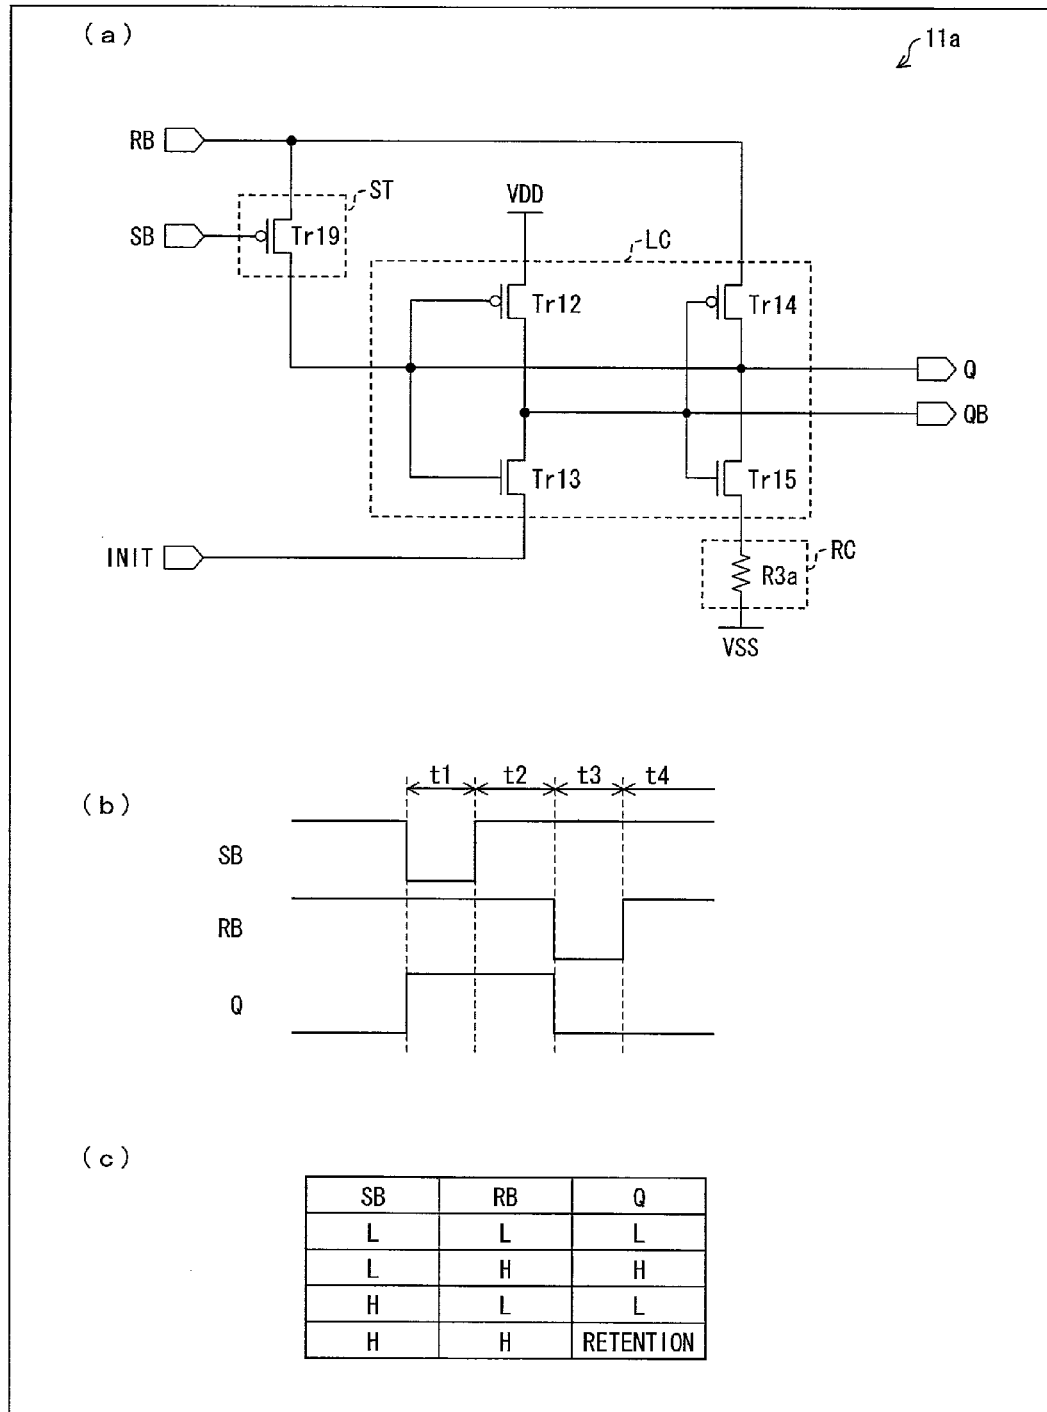 (a)
11a
RB
ST
VDD
SB
Tr19
LC
Tr12
Tr14
Q
QB
Tr13
Tr15
INIT
RC
R3a
VSS
(b)
t1 t2 t3 t4
SB
RB
Q
(c)
SB RB Q
L L L
L H H
H L L
H H RETENTION